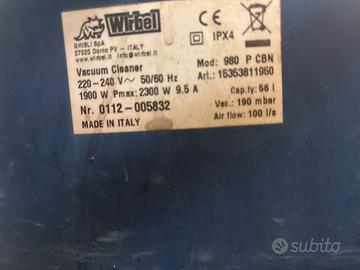 Wirbel
CE
GHIBLI SpA
27020 Dorno PV - ITALY
www.wirbel.it info@wirbel.it
IPX4
Vacuum Cleaner
Mod: 980 P CBN
220-240 V~ 50/60 Hz
Art.: 15353811950
1900 W Pmax: 2300 W 9,5 A
Cap.ty: 56 l
Nr. 0112-005832
Vac.: 190 mbar
MADE IN ITALY
Air flow: 100 l/s
subito